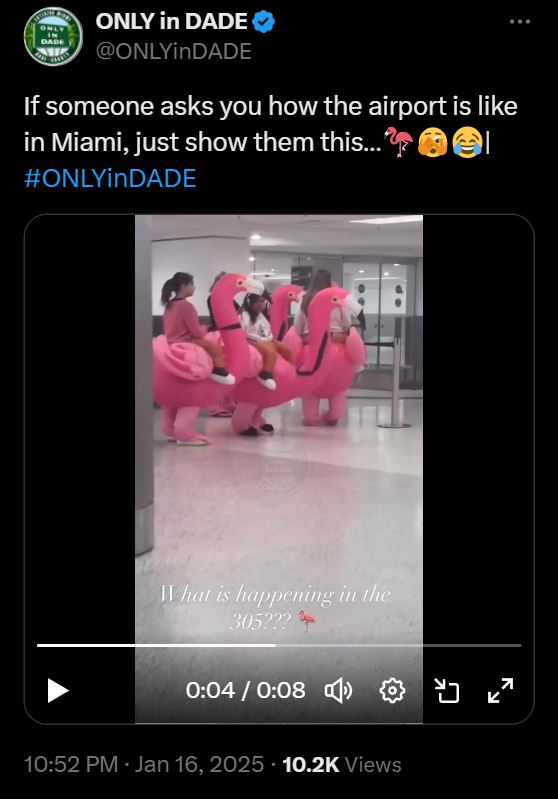 ONLY in DADE
@ONLYinDADE
If someone asks you how the airport is like
in Miami, just show them this...🦩🫣😂|
#ONLYinDADE
What is happening in the
305??? 🦩
0:04 / 0:08
10:52 PM · Jan 16, 2025 · 10.2K Views